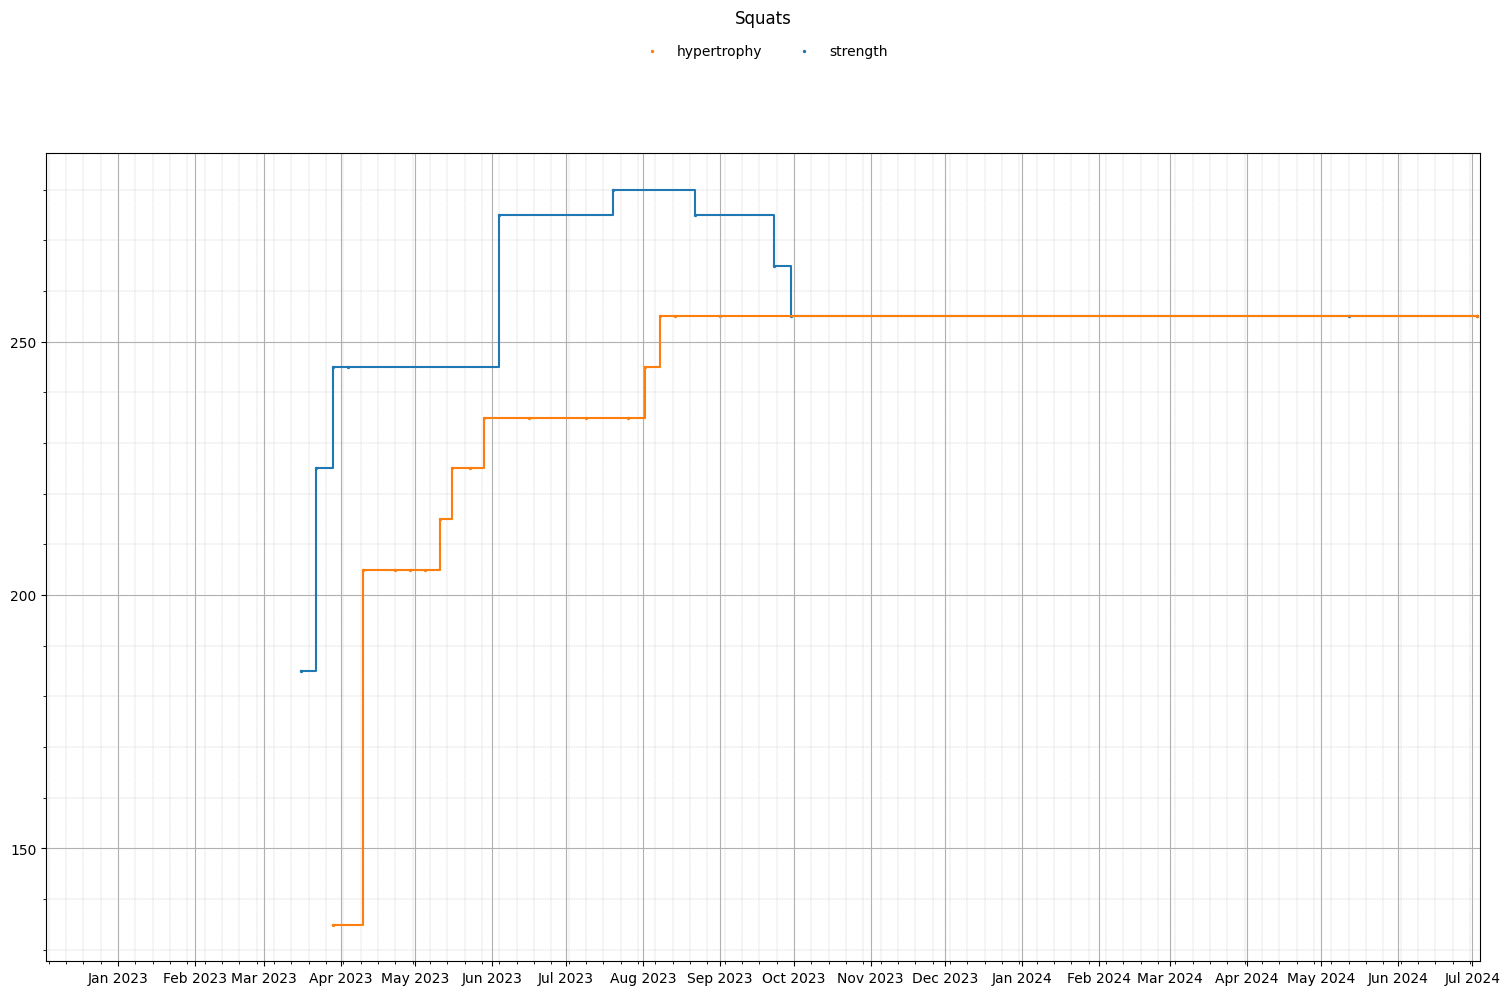 Squats
hypertrophy strength
250
200
150
Jan 2023 Feb 2023 Mar 2023 Apr 2023 May 2023 Jun 2023 Jul 2023 Aug 2023 Sep 2023 Oct 2023 Nov 2023 Dec 2023 Jan 2024 Feb 2024 Mar 2024 Apr 2024 May 2024 Jun 2024 Jul 2024